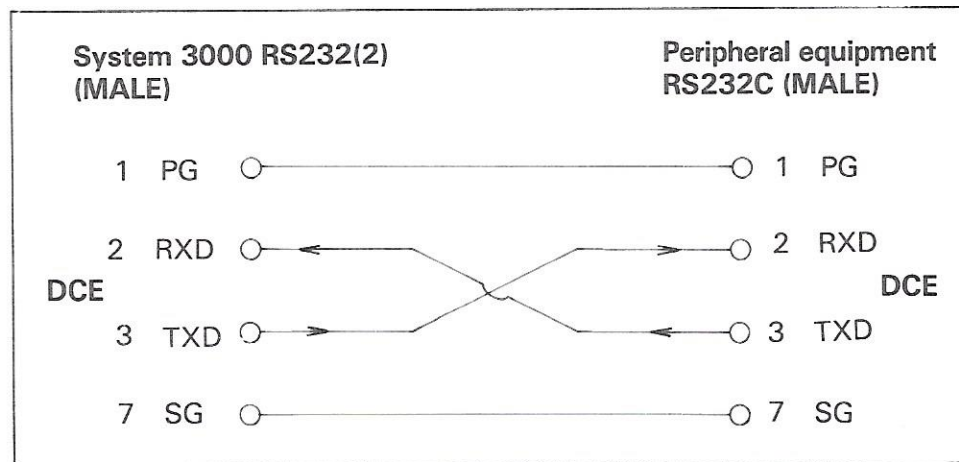 System 3000 RS232(2)
(MALE)
Peripheral equipment
RS232C (MALE)
1 PG
1 PG
2 RXD
2 RXD
DCE
DCE
3 TXD
3 TXD
7 SG
7 SG